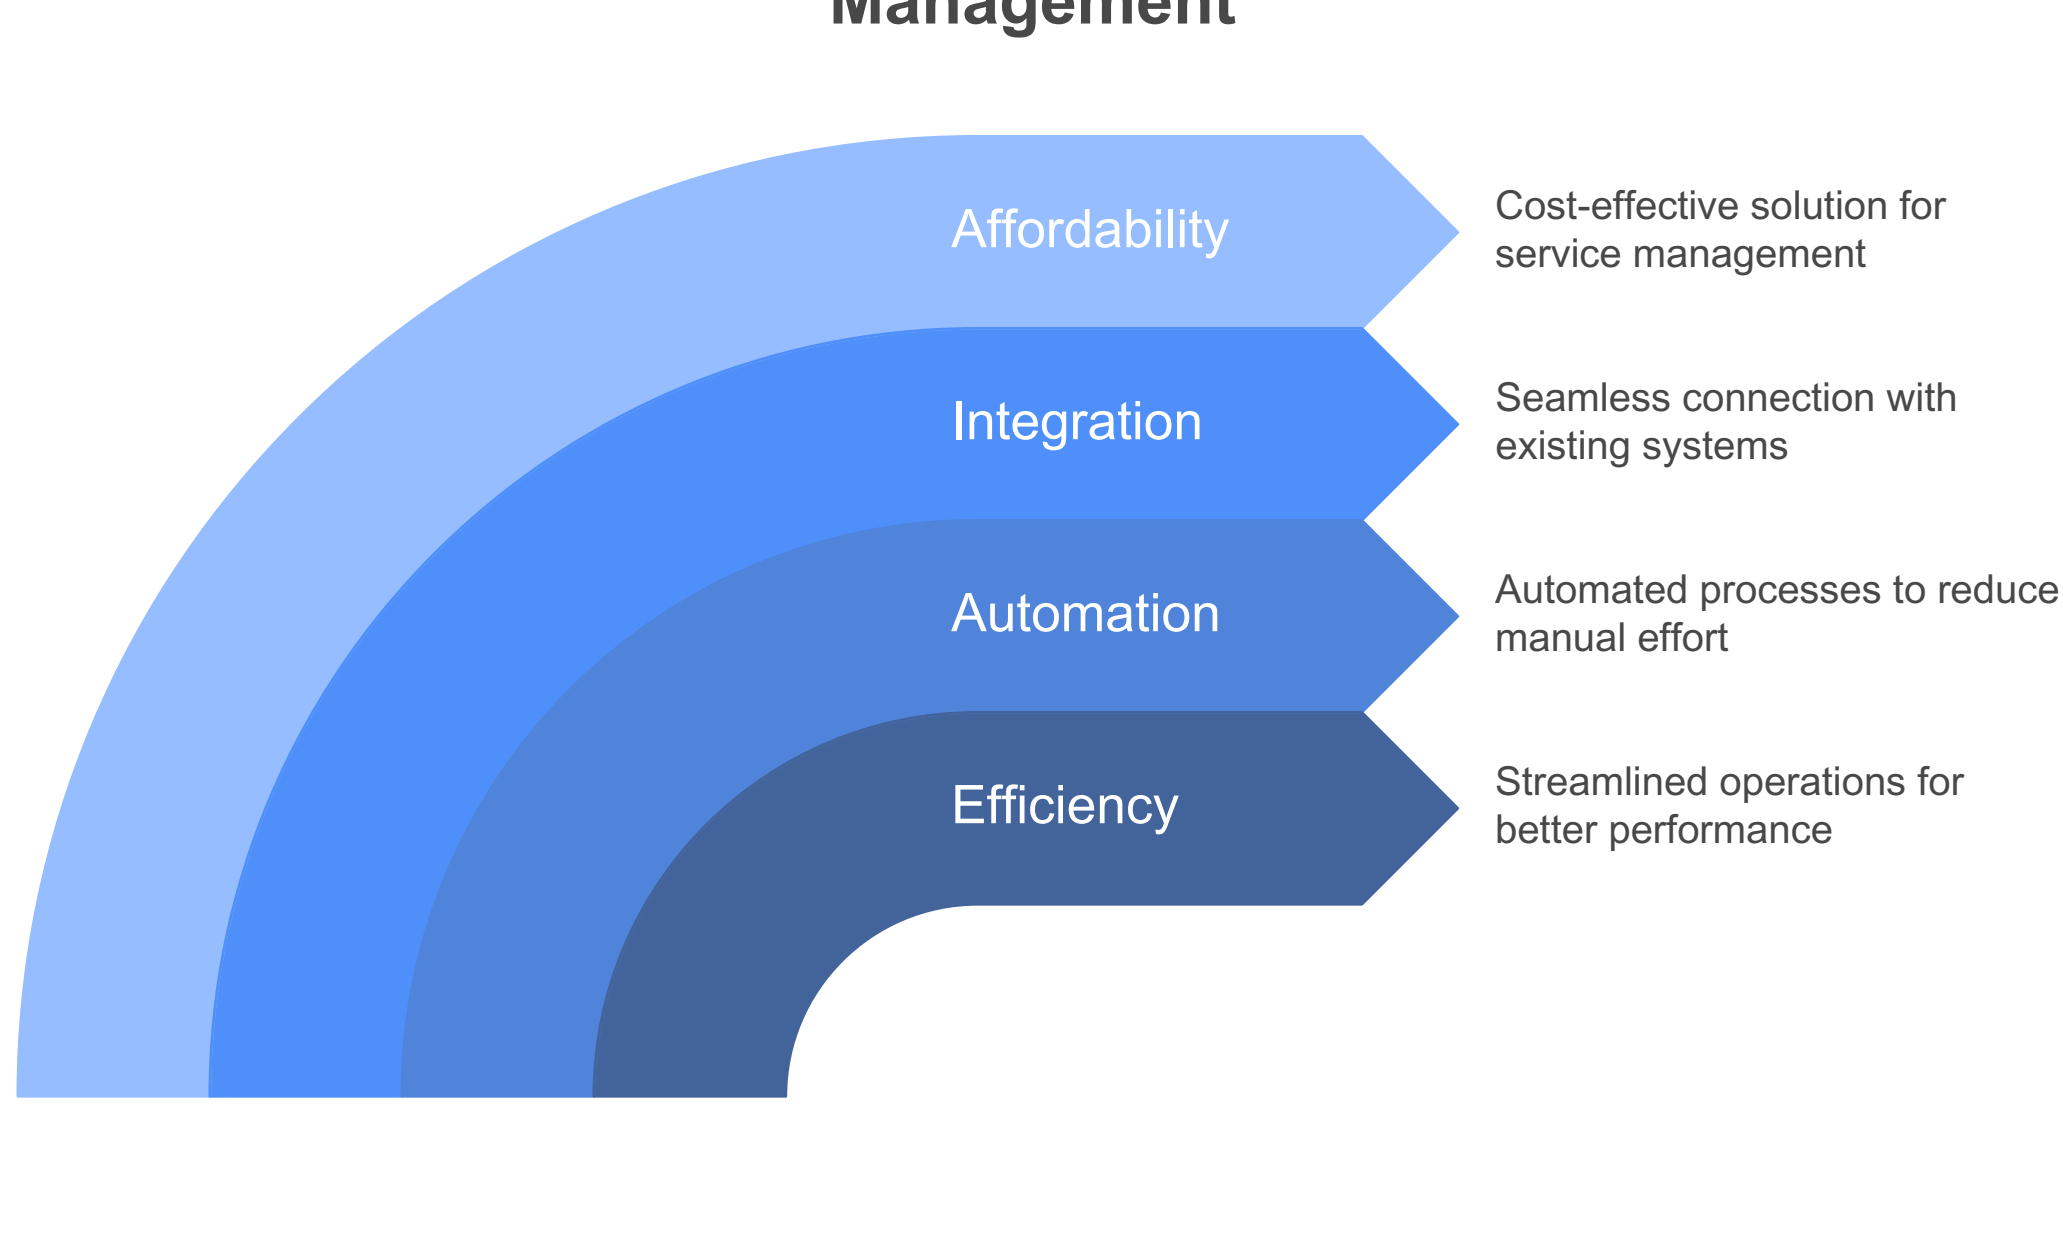 Management
Affordability
Cost-effective solution for
service management
Integration
Seamless connection with
existing systems
Automation
Automated processes to reduce
manual effort
Efficiency
Streamlined operations for
better performance